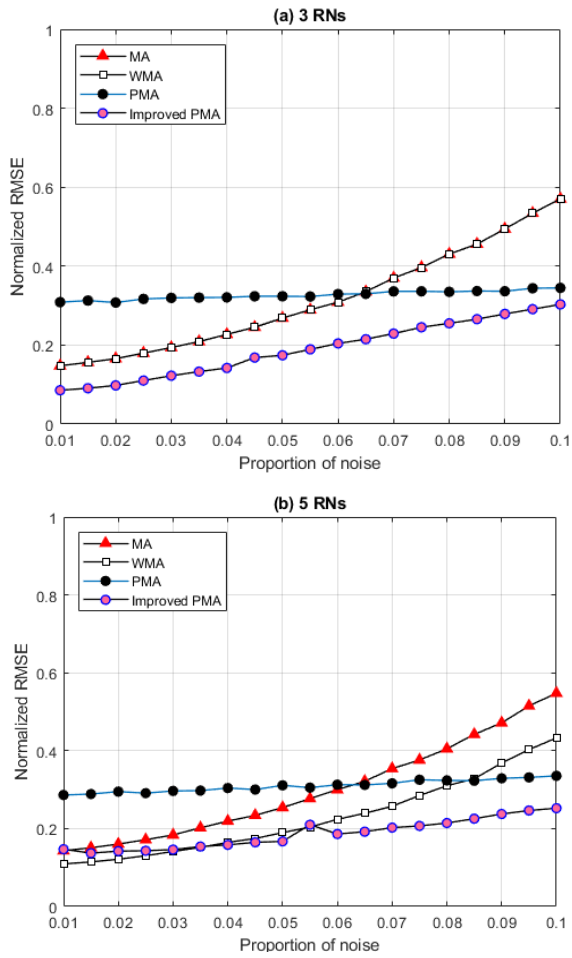 (a) 3 RNs
MA
WMA
PMA
Improved PMA
Normalized RMSE
1
0.8
0.6
0.4
0.2
0
0.01 0.02 0.03 0.04 0.05 0.06 0.07 0.08 0.09 0.1
Proportion of noise
(b) 5 RNs
MA
WMA
PMA
Improved PMA
Normalized RMSE
1
0.8
0.6
0.4
0.2
0
0.01 0.02 0.03 0.04 0.05 0.06 0.07 0.08 0.09 0.1
Proportion of noise